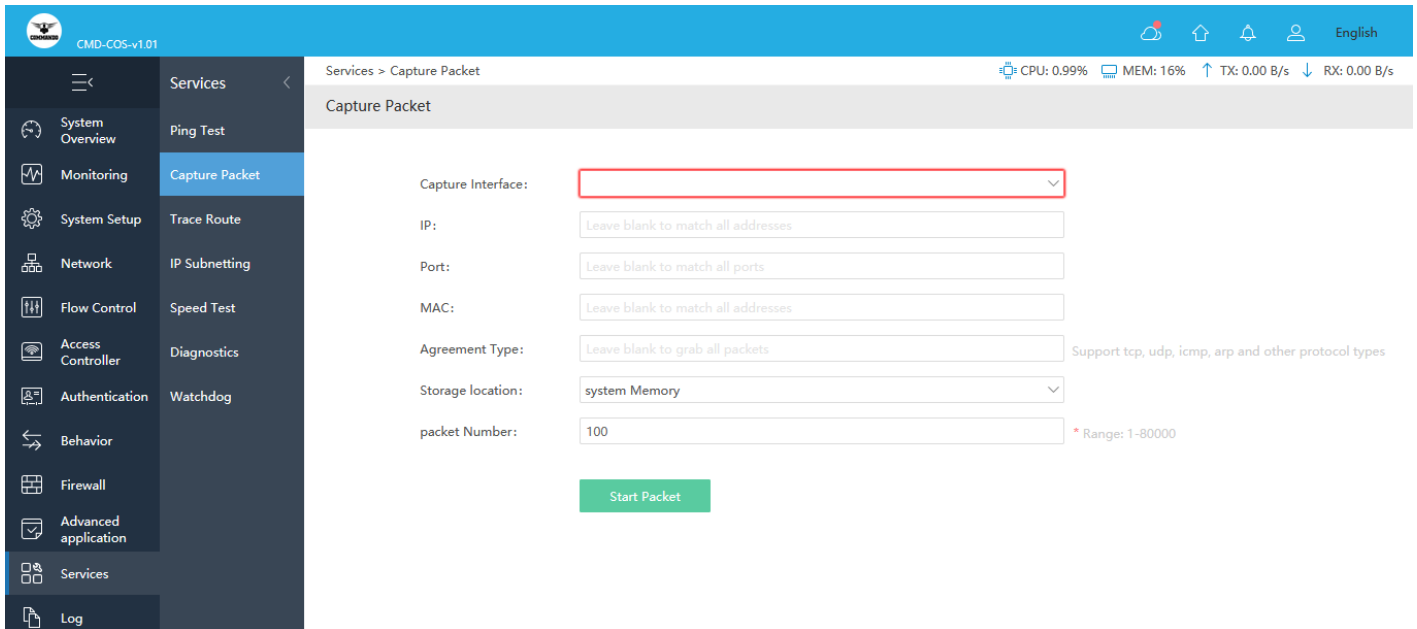 COMMANDO
CMD-COS-v1.01
English
Services
Services > Capture Packet
CPU: 0.99%
MEM: 16%
TX: 0.00 B/s
RX: 0.00 B/s
Capture Packet
System
Overview
Monitoring
System Setup
Network
Flow Control
Access
Controller
Authentication
Behavior
Firewall
Advanced
application
Services
Log
Ping Test
Capture Packet
Trace Route
IP Subnetting
Speed Test
Diagnostics
Watchdog
Capture Interface:
IP:
Leave blank to match all addresses
Port:
Leave blank to match all ports
MAC:
Leave blank to match all addresses
Agreement Type:
Leave blank to grab all packets
Support tcp, udp, icmp, arp and other protocol types
Storage location:
system Memory
packet Number:
100
* Range: 1-80000
Start Packet